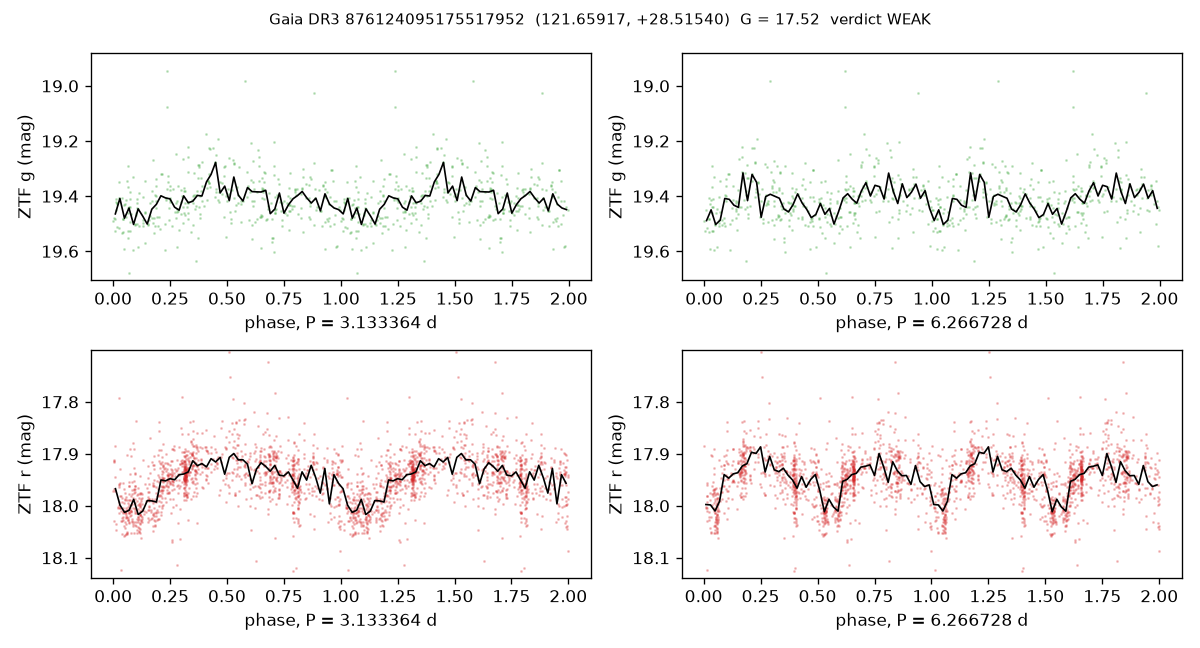 Gaia DR3 876124095175517952 (121.65917, +28.51540) G = 17.52 verdict WEAK
ZTF g (mag)
19.0
19.2
19.4
19.6
0.00 0.25 0.50 0.75 1.00 1.25 1.50 1.75 2.00
phase, P = 3.133364 d
ZTF g (mag)
19.0
19.2
19.4
19.6
0.00 0.25 0.50 0.75 1.00 1.25 1.50 1.75 2.00
phase, P = 6.266728 d
ZTF r (mag)
17.8
17.9
18.0
18.1
0.00 0.25 0.50 0.75 1.00 1.25 1.50 1.75 2.00
phase, P = 3.133364 d
ZTF r (mag)
17.8
17.9
18.0
18.1
0.00 0.25 0.50 0.75 1.00 1.25 1.50 1.75 2.00
phase, P = 6.266728 d